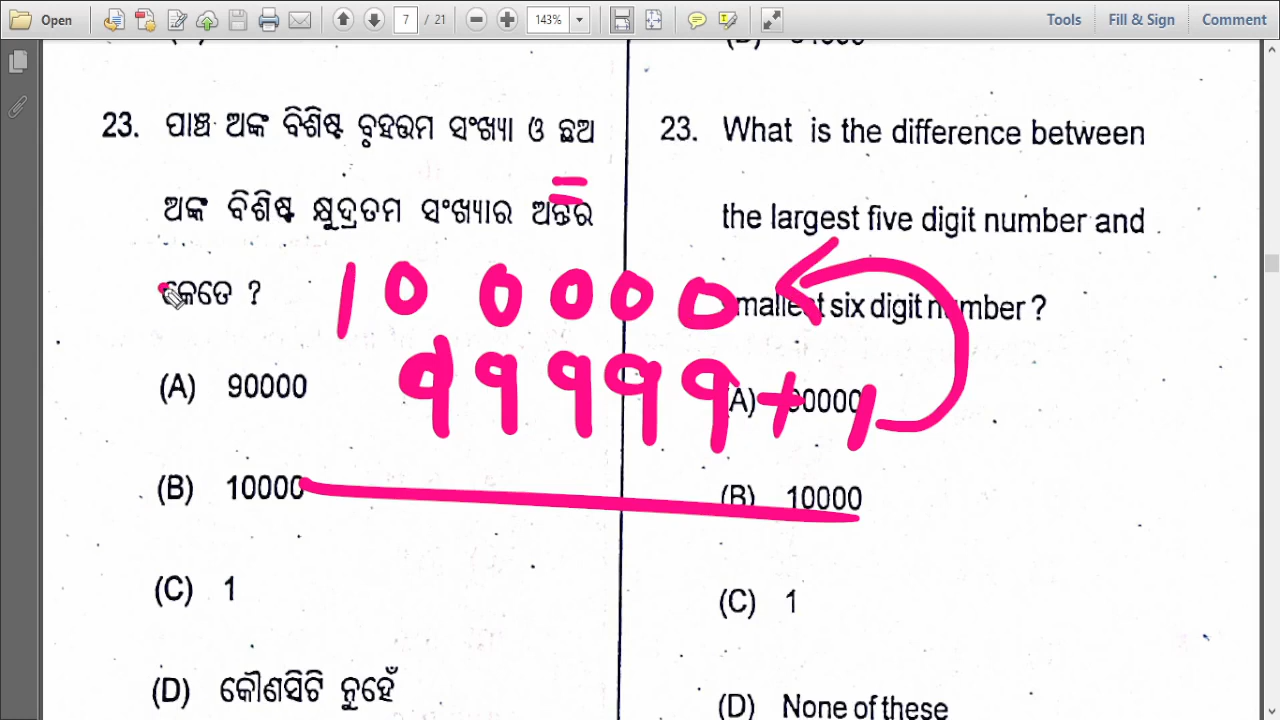 Open
7 / 21
143%
Tools
Fill & Sign
Comment
23. ପାଞ୍ଚ ଅଙ୍କ ବିଶିଷ୍ଟ ବୃହତ୍ତମ ସଂଖ୍ୟା ଓ ଛଅ
ଅଙ୍କ ବିଶିଷ୍ଟ କ୍ଷୁଦ୍ରତମ ସଂଖ୍ୟାର ଅନ୍ତର
କେତେ ?
(A) 90000
(B) 10000
(C) 1
(D) କୌଣସିଟି ନୁହେଁ
23. What is the difference between
the largest five digit number and
smallest six digit number ?
(A) 90000
(B) 10000
(C) 1
(D) None of these
100000
99999+1